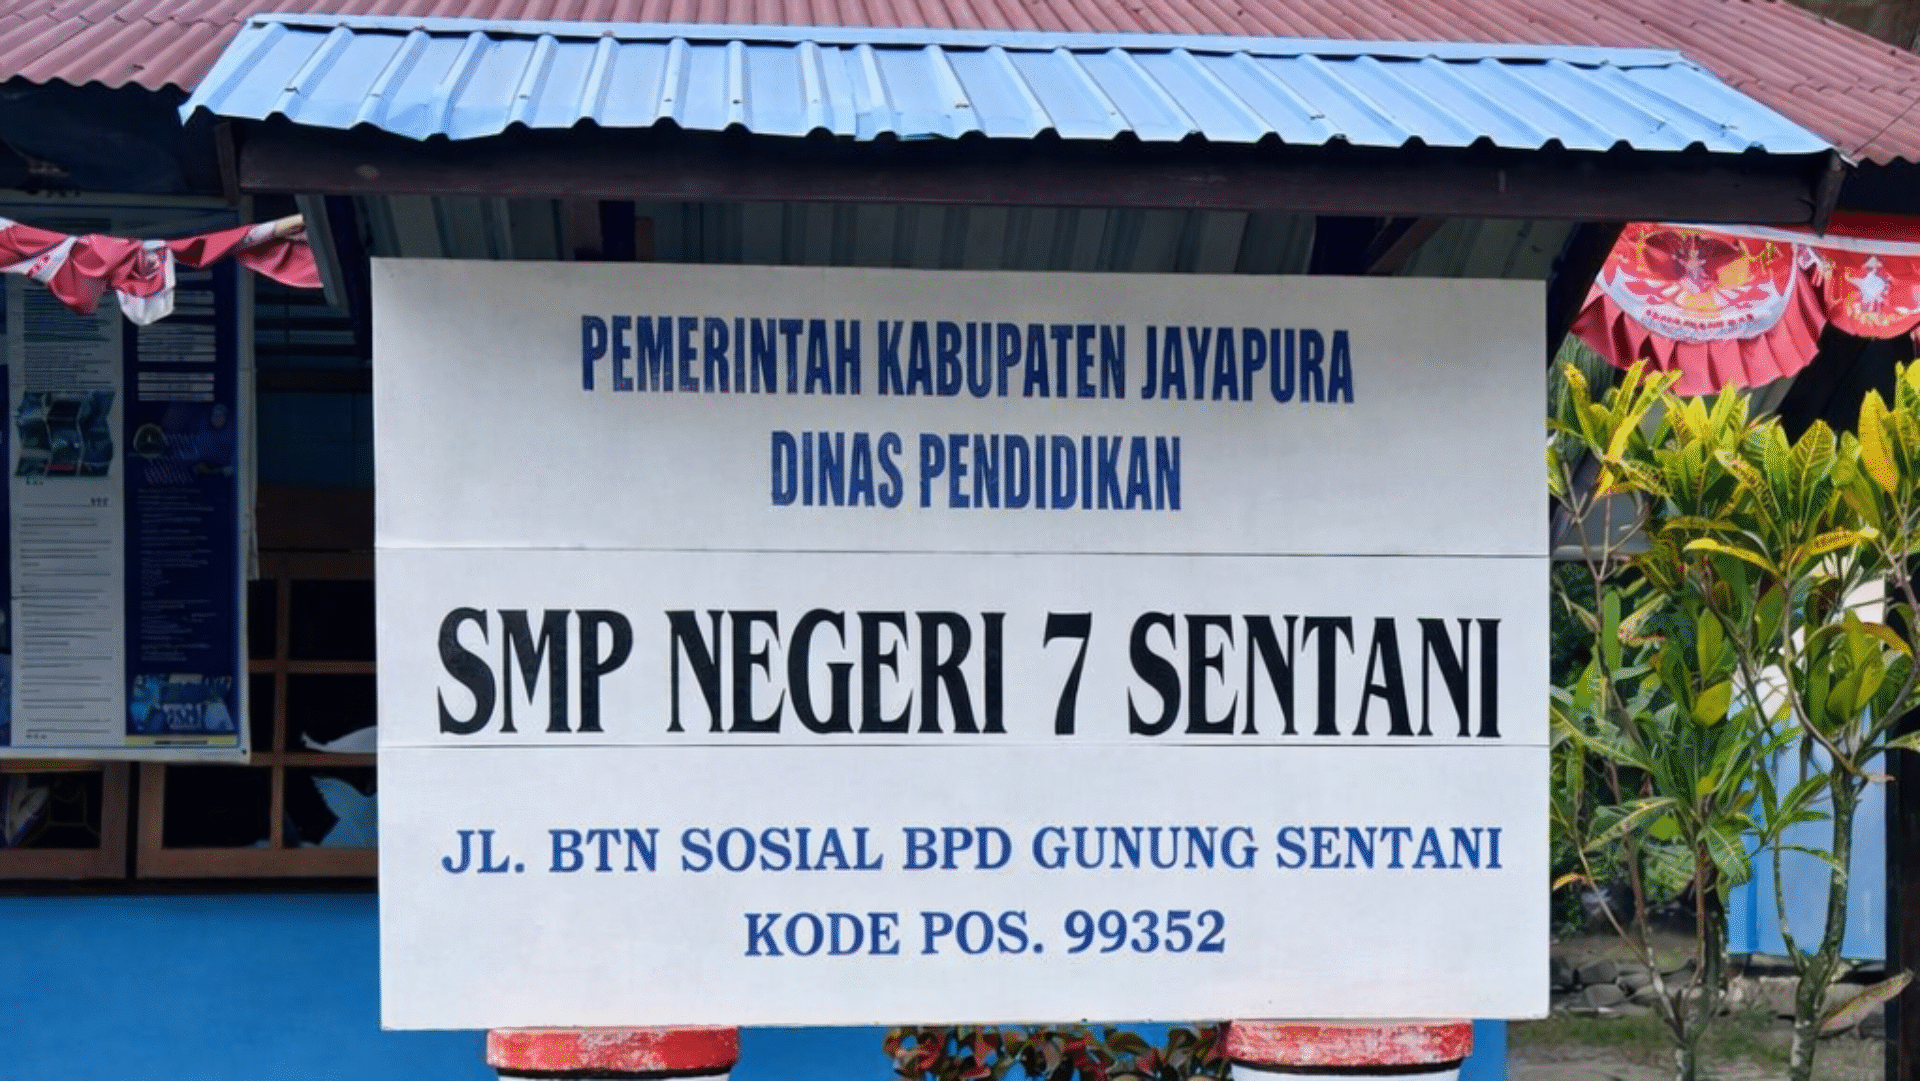 PEMERINTAH KABUPATEN JAYAPURA
DINAS PENDIDIKAN
SMP NEGERI 7 SENTANI
JL. BTN SOSIAL BPD GUNUNG SENTANI
KODE POS. 99352